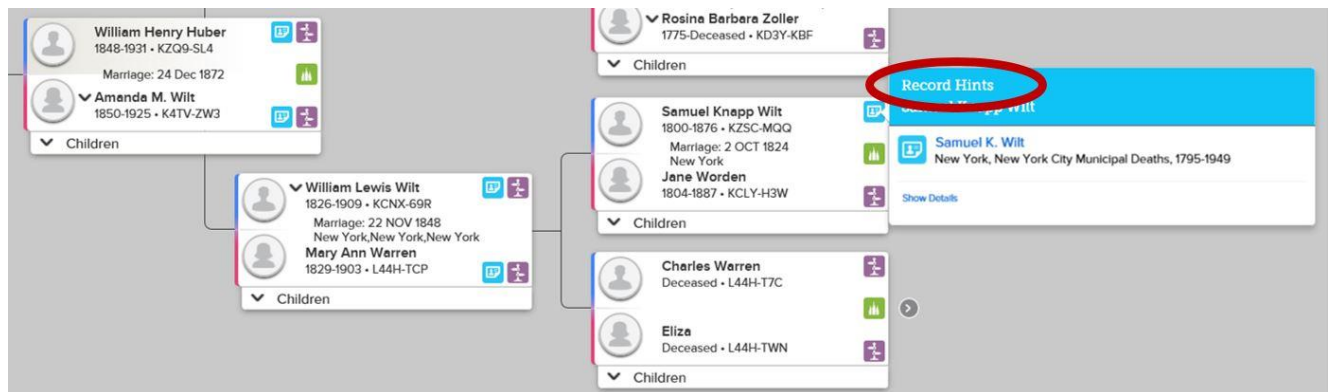 William Henry Huber
1848-1931 • KZQ9-SL4
Marriage: 24 Dec 1872
Amanda M. Wilt
1850-1925 • K4TV-ZW3
Children
William Lewis Wilt
1826-1909 • KCNX-69R
Marriage: 22 NOV 1848
New York,New York,New York
Mary Ann Warren
1829-1903 • L44H-TCP
Children
Rosina Barbara Zoller
1775-Deceased • KD3Y-KBF
Children
Samuel Knapp Wilt
1800-1876 • KZSC-MQQ
Marriage: 2 OCT 1824
New York
Jane Worden
1804-1887 • KCLY-H3W
Children
Charles Warren
Deceased • L44H-T7C
Eliza
Deceased • L44H-TWN
Children
Record Hints
Samuel Knapp Wilt
Samuel K. Wilt
New York, New York City Municipal Deaths, 1795-1949
Show Details